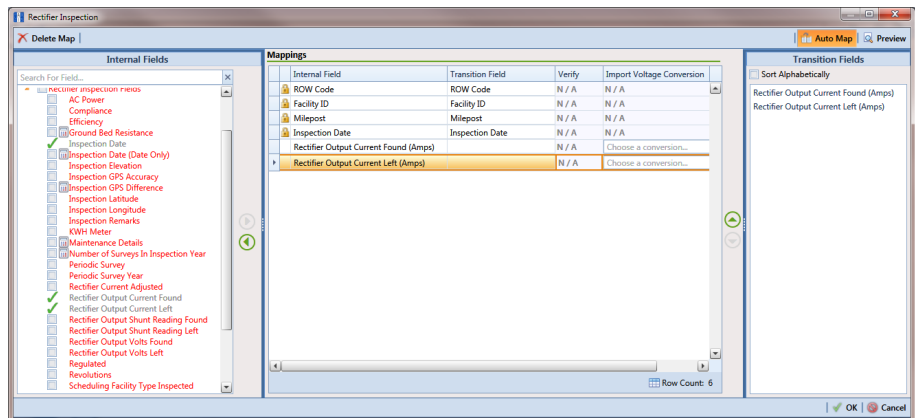 Rectifier Inspection
Delete Map
Auto Map
Preview
Internal Fields
Search For Field...
Rectifier Inspection Fields
AC Power
Compliance
Efficiency
Ground Bed Resistance
Inspection Date
Inspection Date (Date Only)
Inspection Elevation
Inspection GPS Accuracy
Inspection GPS Difference
Inspection Latitude
Inspection Longitude
Inspection Remarks
KWH Meter
Maintenance Details
Number of Surveys In Inspection Year
Periodic Survey
Periodic Survey Year
Rectifier Current Adjusted
Rectifier Output Current Found
Rectifier Output Current Left
Rectifier Output Shunt Reading Found
Rectifier Output Shunt Reading Left
Rectifier Output Volts Found
Rectifier Output Volts Left
Regulated
Revolutions
Scheduling Facility Type Inspected
Mappings
Internal Field Transition Field Verify Import Voltage Conversion
ROW Code ROW Code N / A N / A
Facility ID Facility ID N / A N / A
Milepost Milepost N / A N / A
Inspection Date Inspection Date N / A N / A
Rectifier Output Current Found (Amps) N / A Choose a conversion...
Rectifier Output Current Left (Amps) N / A Choose a conversion...
Row Count: 6
Transition Fields
Sort Alphabetically
Rectifier Output Current Found (Amps)
Rectifier Output Current Left (Amps)
OK
Cancel